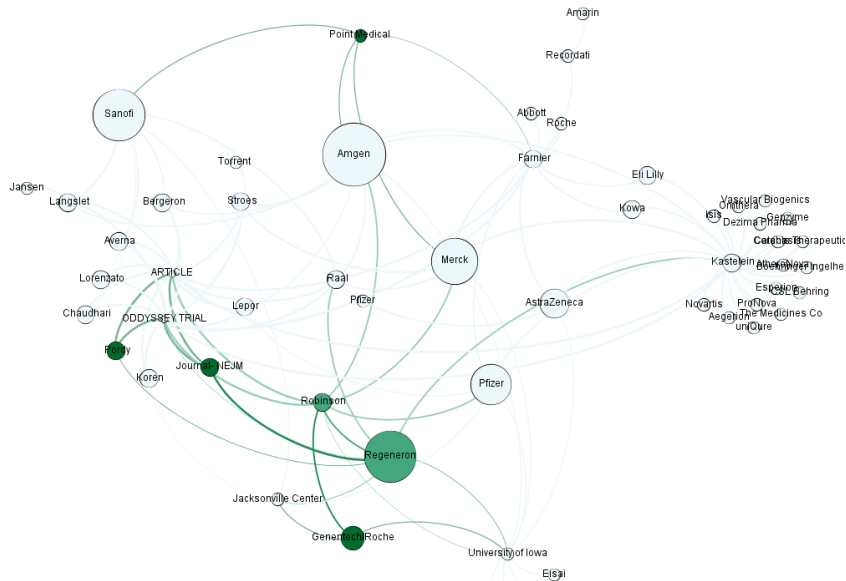 Amarin
Point Medical
Recordati
Sanofi
Abbott
Roche
Amgen
Torrent
Farnier
Eli Lilly
Jansen
Langslet
Bergeron
Stroes
Kowa
Vascular Biogenics
Omthera
Isis
Genzyme
Dezima Pharma
Averna
Merck
Kastelein
ARTICLE
Lorenzato
Raal
Pfizer
Esperion
CSL Behring
AstraZeneca
Novartis
ProNova
Chaudhari
Lepor
ODDYSSEY TRIAL
The Medicines Co
Aegerion
uniQure
Pordy
Journal- NEJM
Koren
Robinson
Pfizer
Regeneron
Jacksonville Center
Genentech/Roche
University of Iowa
Eisai